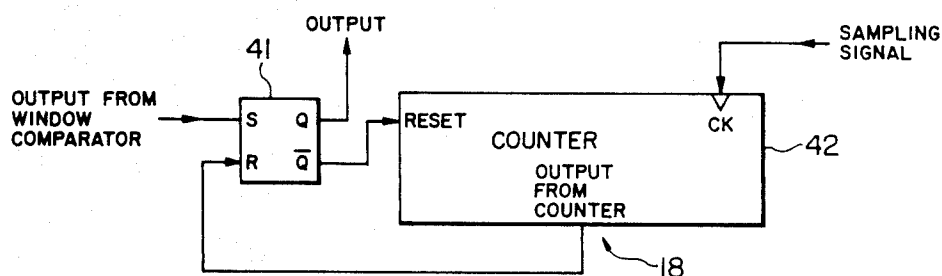 OUTPUT
SAMPLING
SIGNAL
41
OUTPUT FROM
WINDOW
COMPARATOR
S Q
R Q̅
RESET
COUNTER
CK
42
OUTPUT
FROM
COUNTER
18